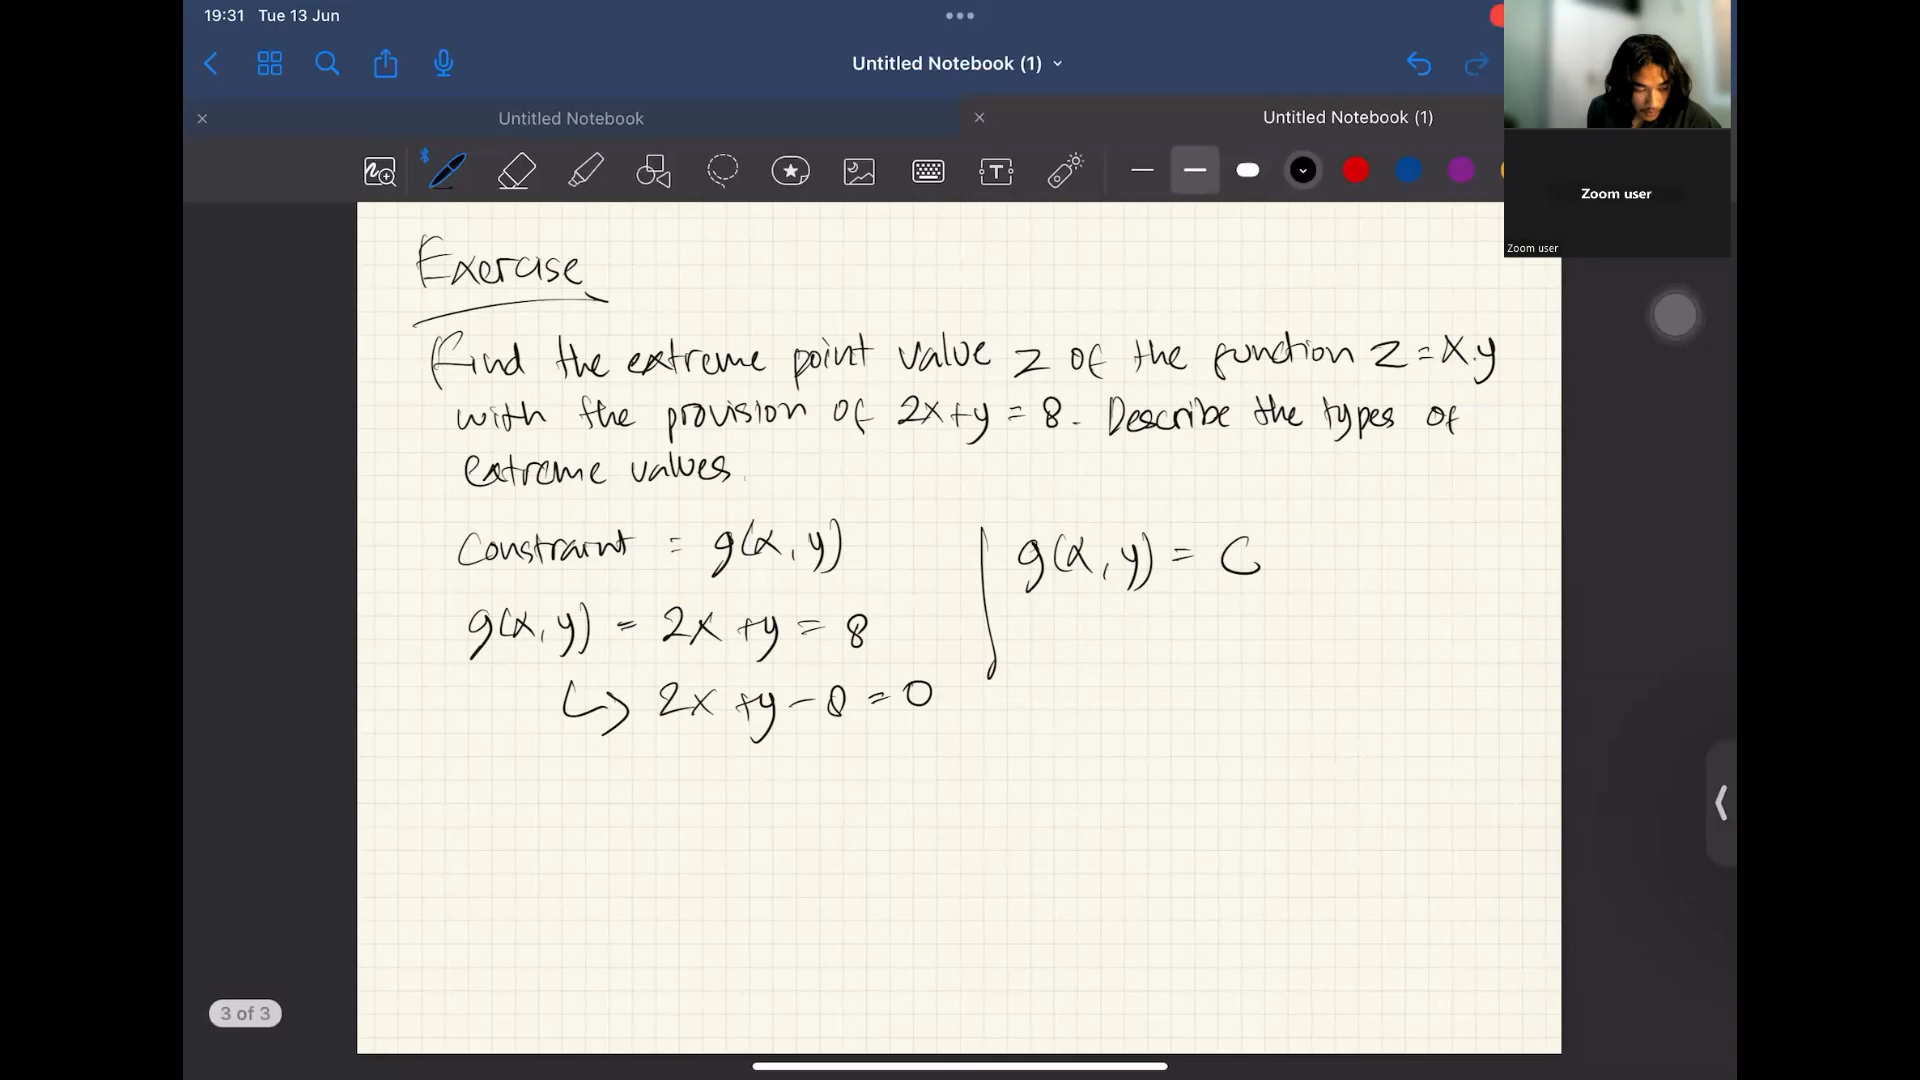 19:31 Tue 13 Jun
Untitled Notebook (1)
Untitled Notebook
Untitled Notebook (1)
T
Zoom user
Zoom user
Exercise
Find the extreme point value z of the function z = x.y
with the provision of 2x+y = 8. Describe the types of
extreme values.
Constraint = g(x, y)
g(x, y) = C
g(x, y) = 2x + y = 8
↳ 2x + y - 8 = 0
3 of 3